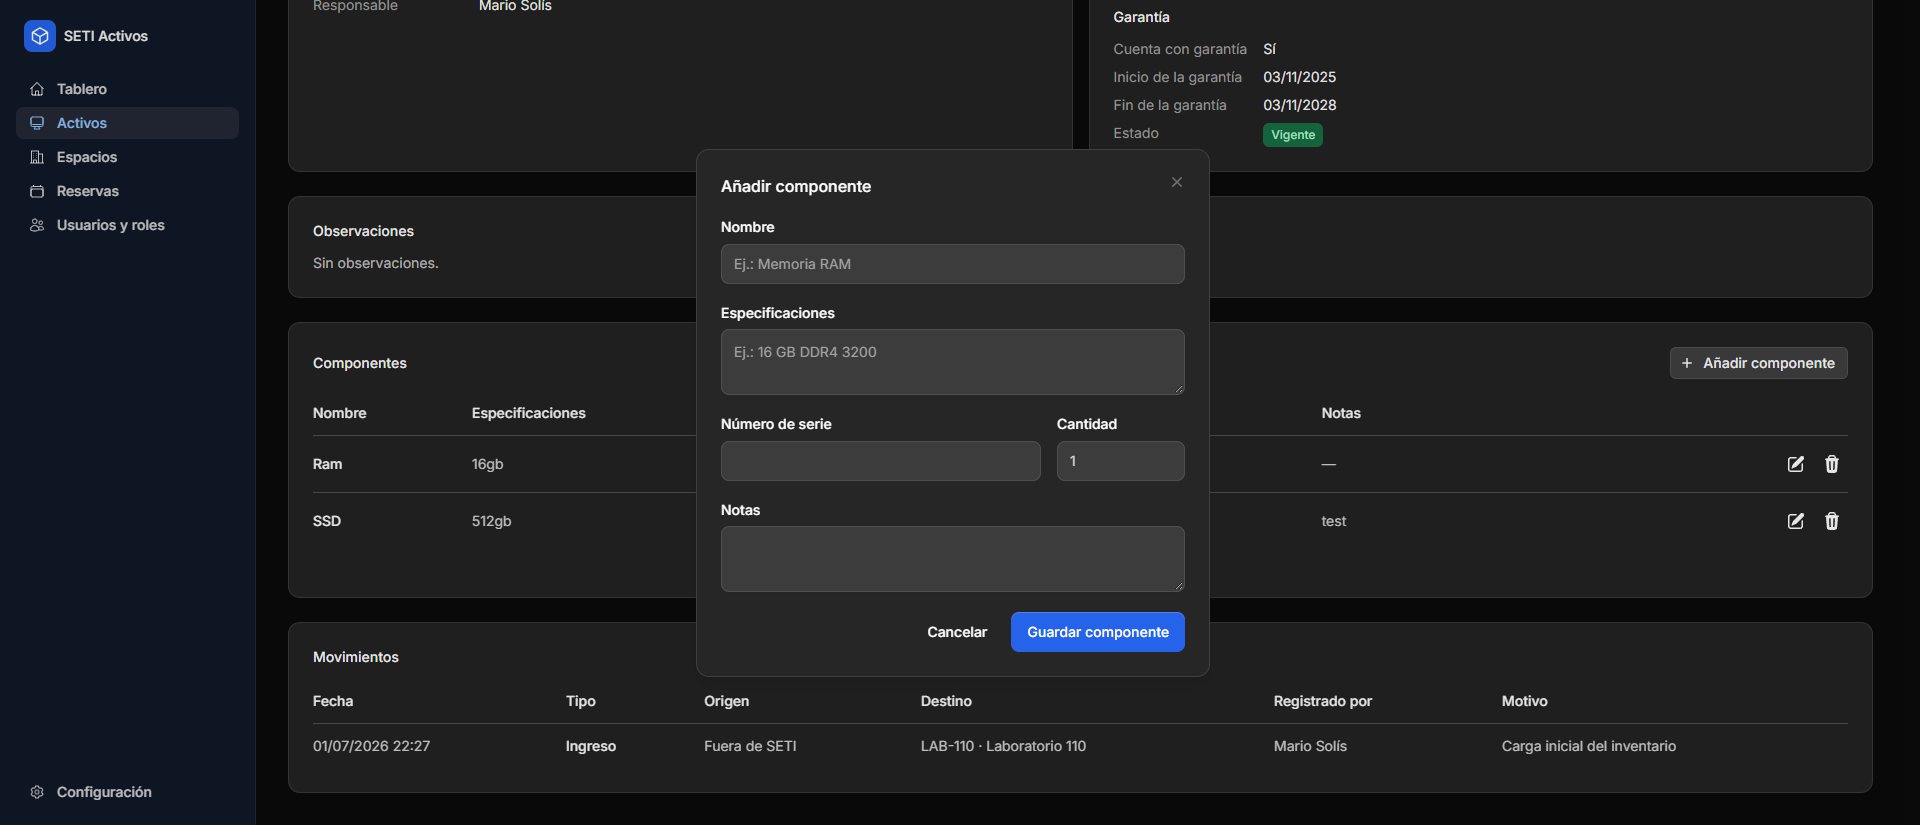 SETI Activos
Tablero
Activos
Espacios
Reservas
Usuarios y roles
Configuración
Responsable Mario Solís
Garantía
Cuenta con garantía Sí
Inicio de la garantía 03/11/2025
Fin de la garantía 03/11/2028
Estado Vigente
Observaciones
Sin observaciones.
Componentes
+ Añadir componente
Nombre Especificaciones Notas
Ram 16gb —
SSD 512gb test
Añadir componente
Nombre
Ej.: Memoria RAM
Especificaciones
Ej.: 16 GB DDR4 3200
Número de serie Cantidad
1
Notas
Cancelar Guardar componente
Movimientos
Fecha Tipo Origen Destino Registrado por Motivo
01/07/2026 22:27 Ingreso Fuera de SETI LAB-110 · Laboratorio 110 Mario Solís Carga inicial del inventario